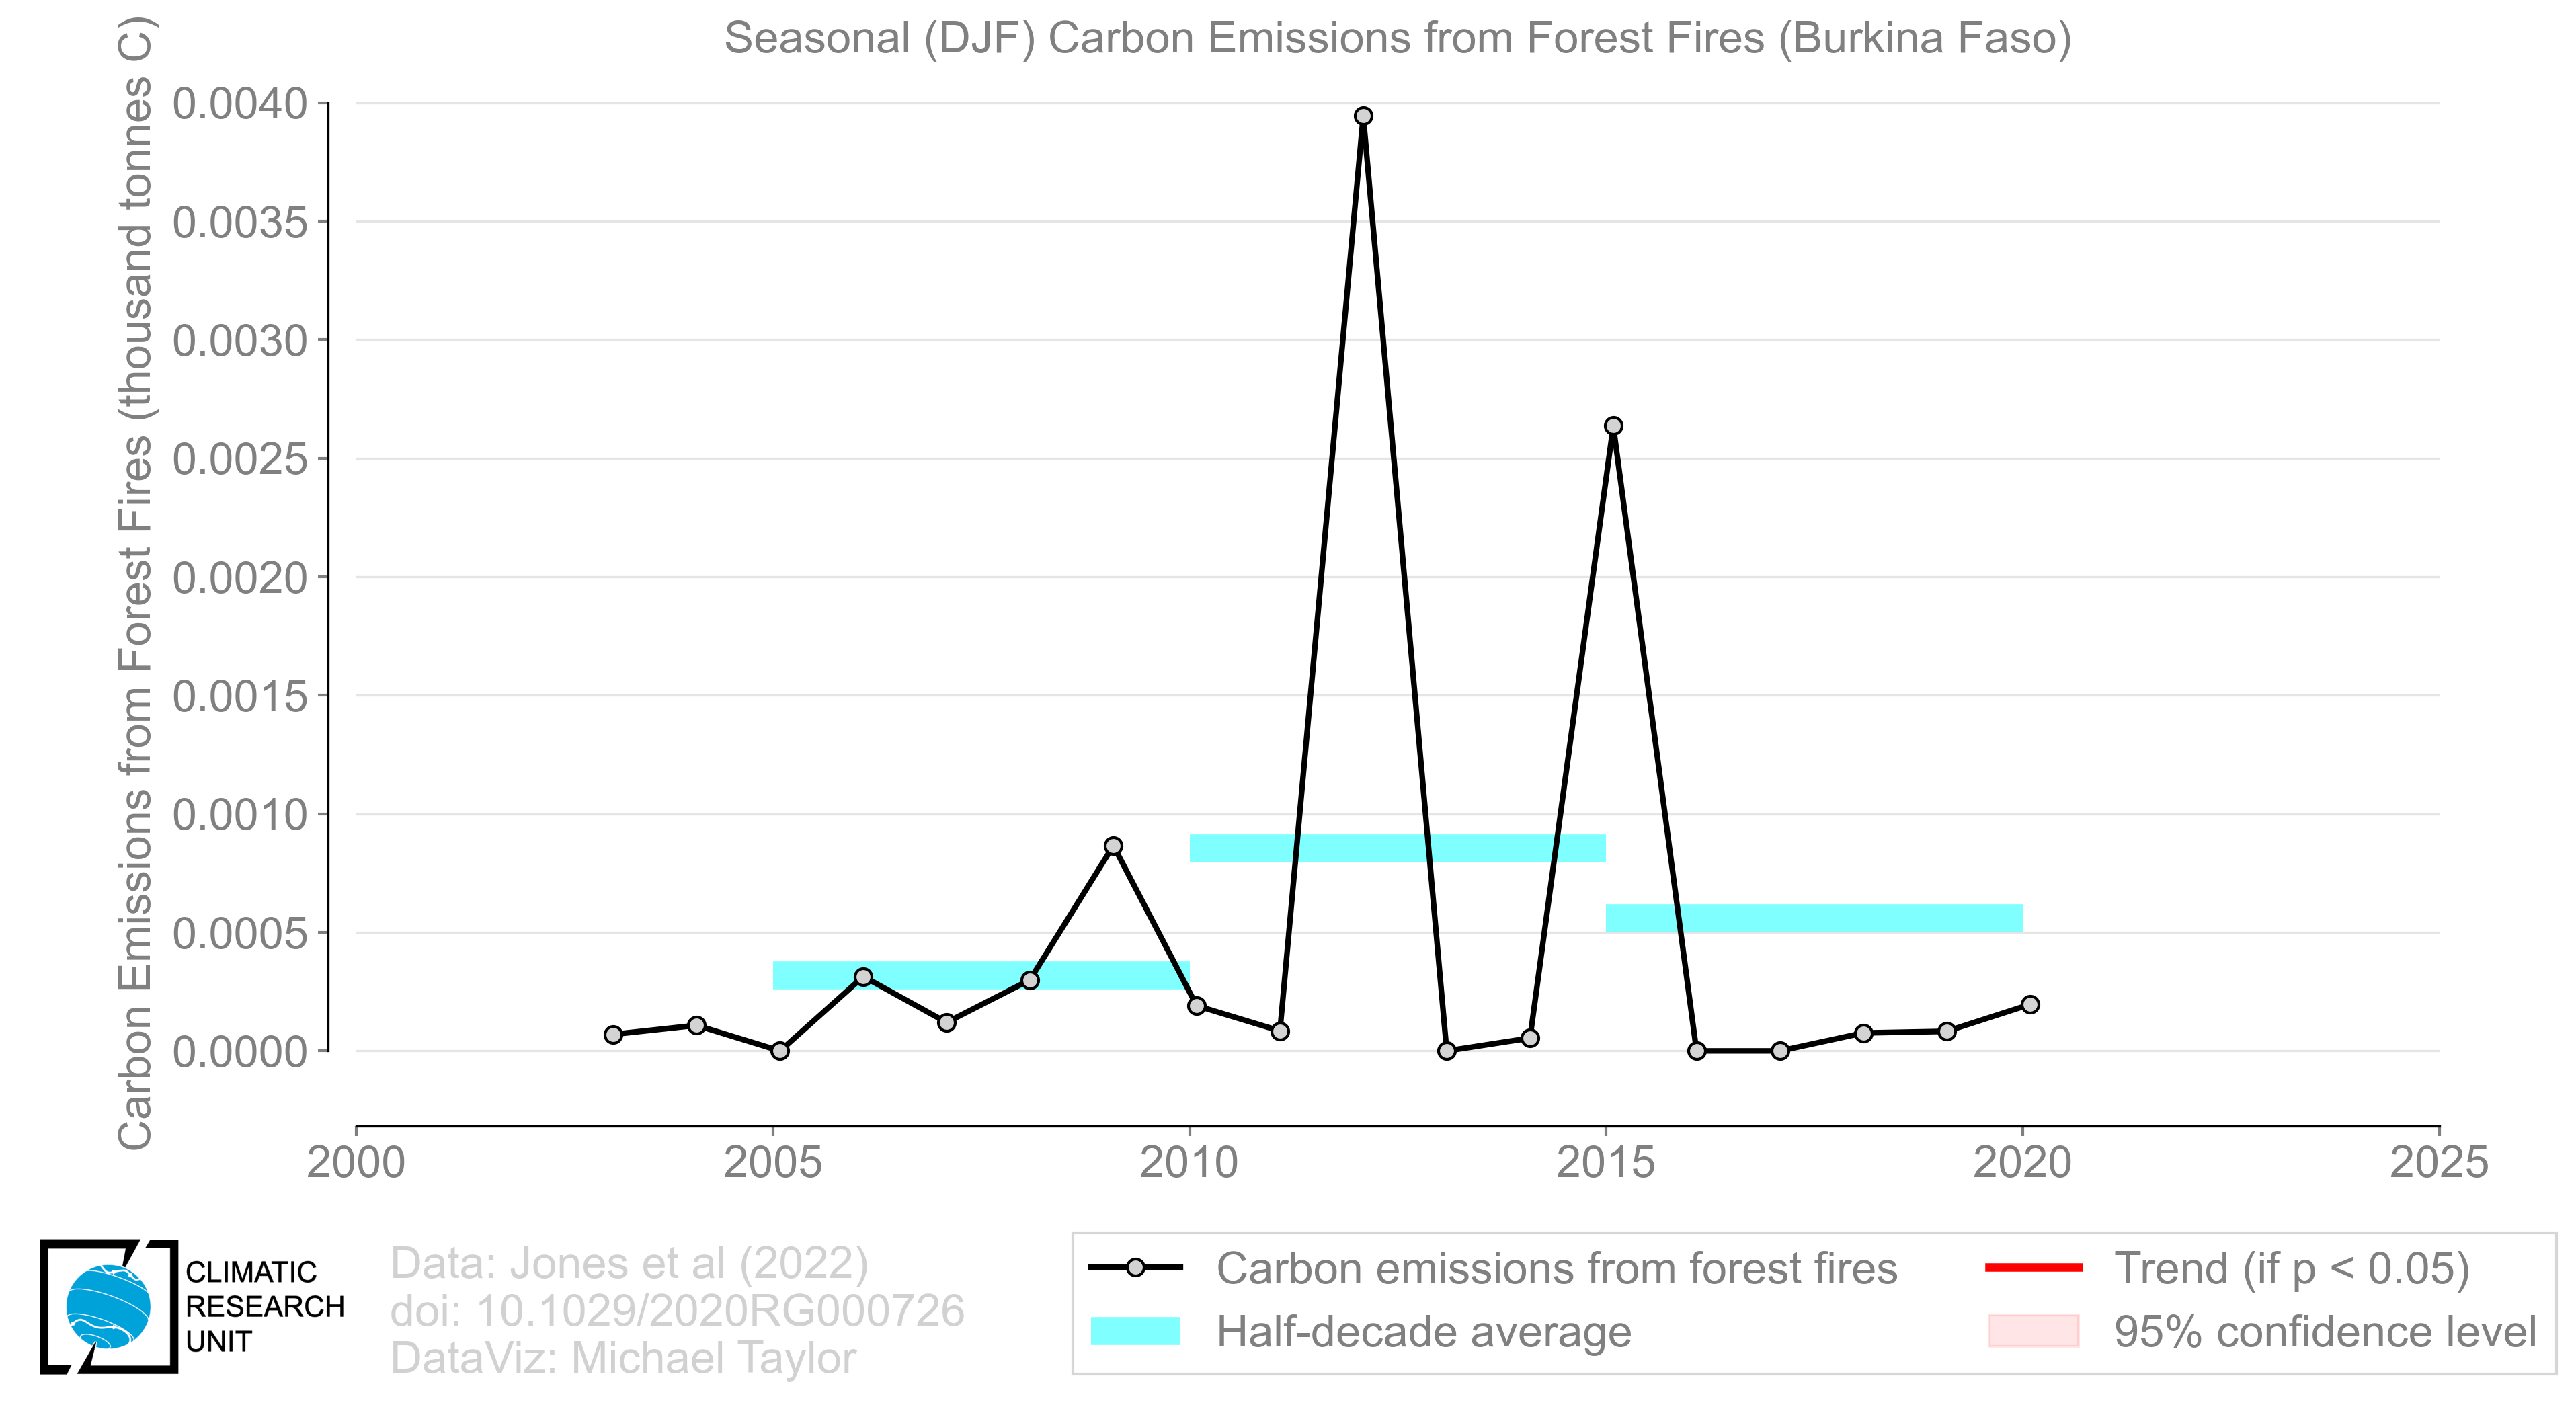 Seasonal (DJF) Carbon Emissions from Forest Fires (Burkina Faso)
Carbon Emissions from Forest Fires (thousand tonnes C)
0.0040
0.0035
0.0030
0.0025
0.0020
0.0015
0.0010
0.0005
0.0000
2000 2005 2010 2015 2020 2025
CLIMATIC
RESEARCH
UNIT
Data: Jones et al (2022)
doi: 10.1029/2020RG000726
DataViz: Michael Taylor
Carbon emissions from forest fires
Half-decade average
Trend (if p < 0.05)
95% confidence level